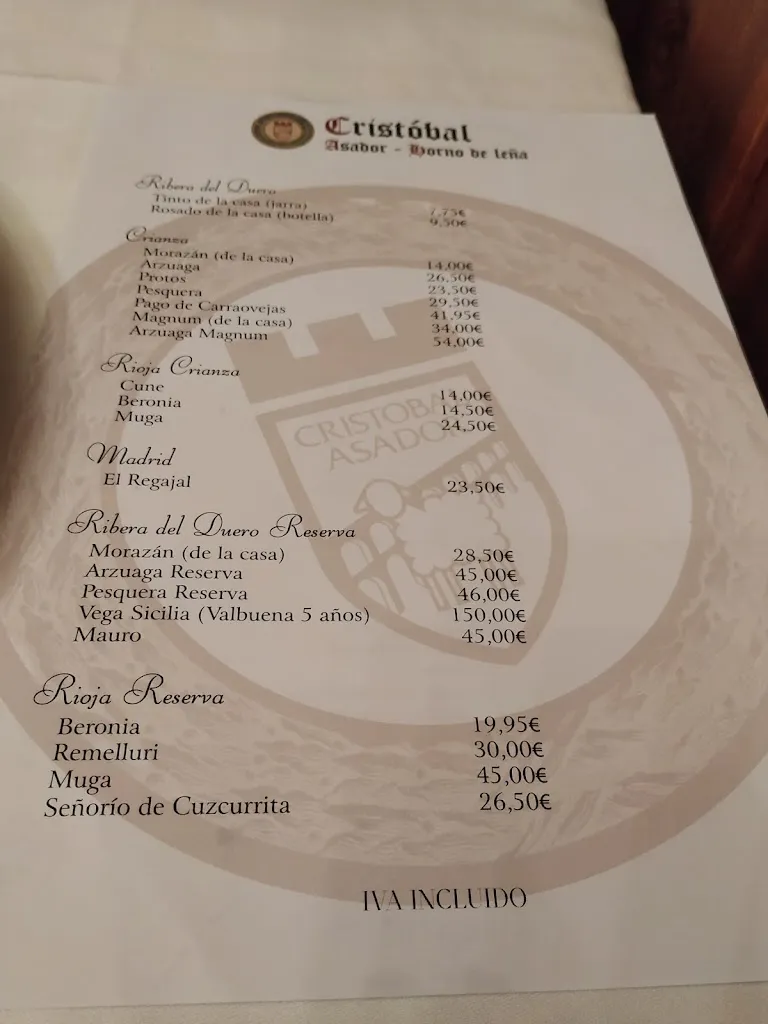 Cristóbal
Asador - Horno de leña
Ribera del Duero
Tinto de la casa (jarra) 7,75€
Rosado de la casa (botella) 9,50€
Crianza
Morazán (de la casa) 14,00€
Arzuaga 26,50€
Protos 23,50€
Pesquera 29,50€
Pago de Carraovejas 41,95€
Magnum (de la casa) 34,00€
Arzuaga Magnum 54,00€
Rioja Crianza
Cune 14,00€
Beronia 14,50€
Muga 24,50€
CRISTOBAL
ASADOR
Madrid
El Regajal 23,50€
Ribera del Duero Reserva
Morazán (de la casa) 28,50€
Arzuaga Reserva 45,00€
Pesquera Reserva 46,00€
Vega Sicilia (Valbuena 5 años) 150,00€
Mauro 45,00€
Rioja Reserva
Beronia 19,95€
Remelluri 30,00€
Muga 45,00€
Señorío de Cuzcurrita 26,50€
IVA INCLUIDO